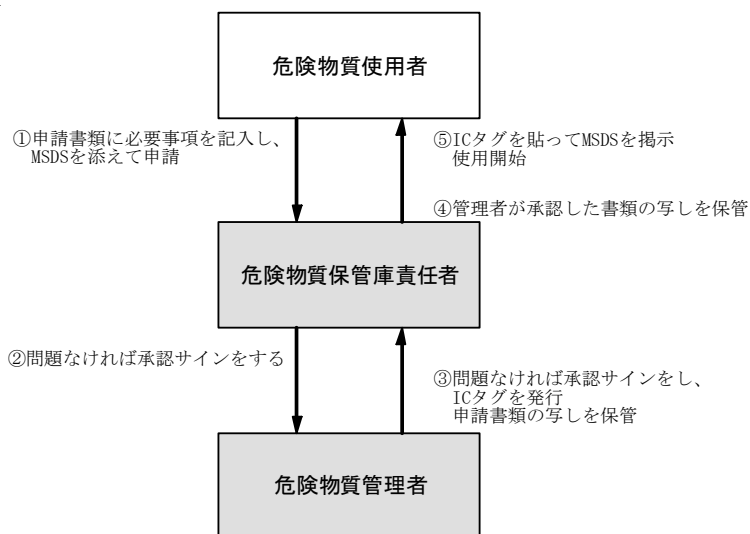 危険物質使用者
①申請書類に必要事項を記入し、
MSDSを添えて申請
⑤ICタグを貼ってMSDSを掲示
使用開始
④管理者が承認した書類の写しを保管
危険物質保管庫責任者
②問題なければ承認サインをする
③問題なければ承認サインをし、
ICタグを発行
申請書類の写しを保管
危険物質管理者